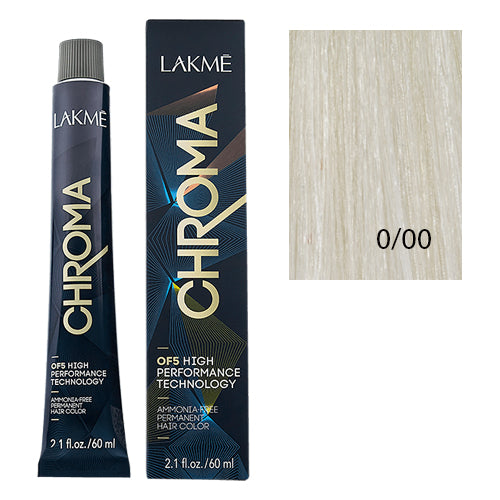 LAKMĒ
CHROMA
OF5 HIGH
PERFORMANCE
TECHNOLOGY
AMMONIA-FREE
PERMANENT
HAIR COLOR
2.1 fl.oz./60 ml
LAKMĒ
CHROMA
OF5 HIGH
PERFORMANCE
TECHNOLOGY
AMMONIA-FREE
PERMANENT
HAIR COLOR
2.1 fl.oz./60 ml
0/00